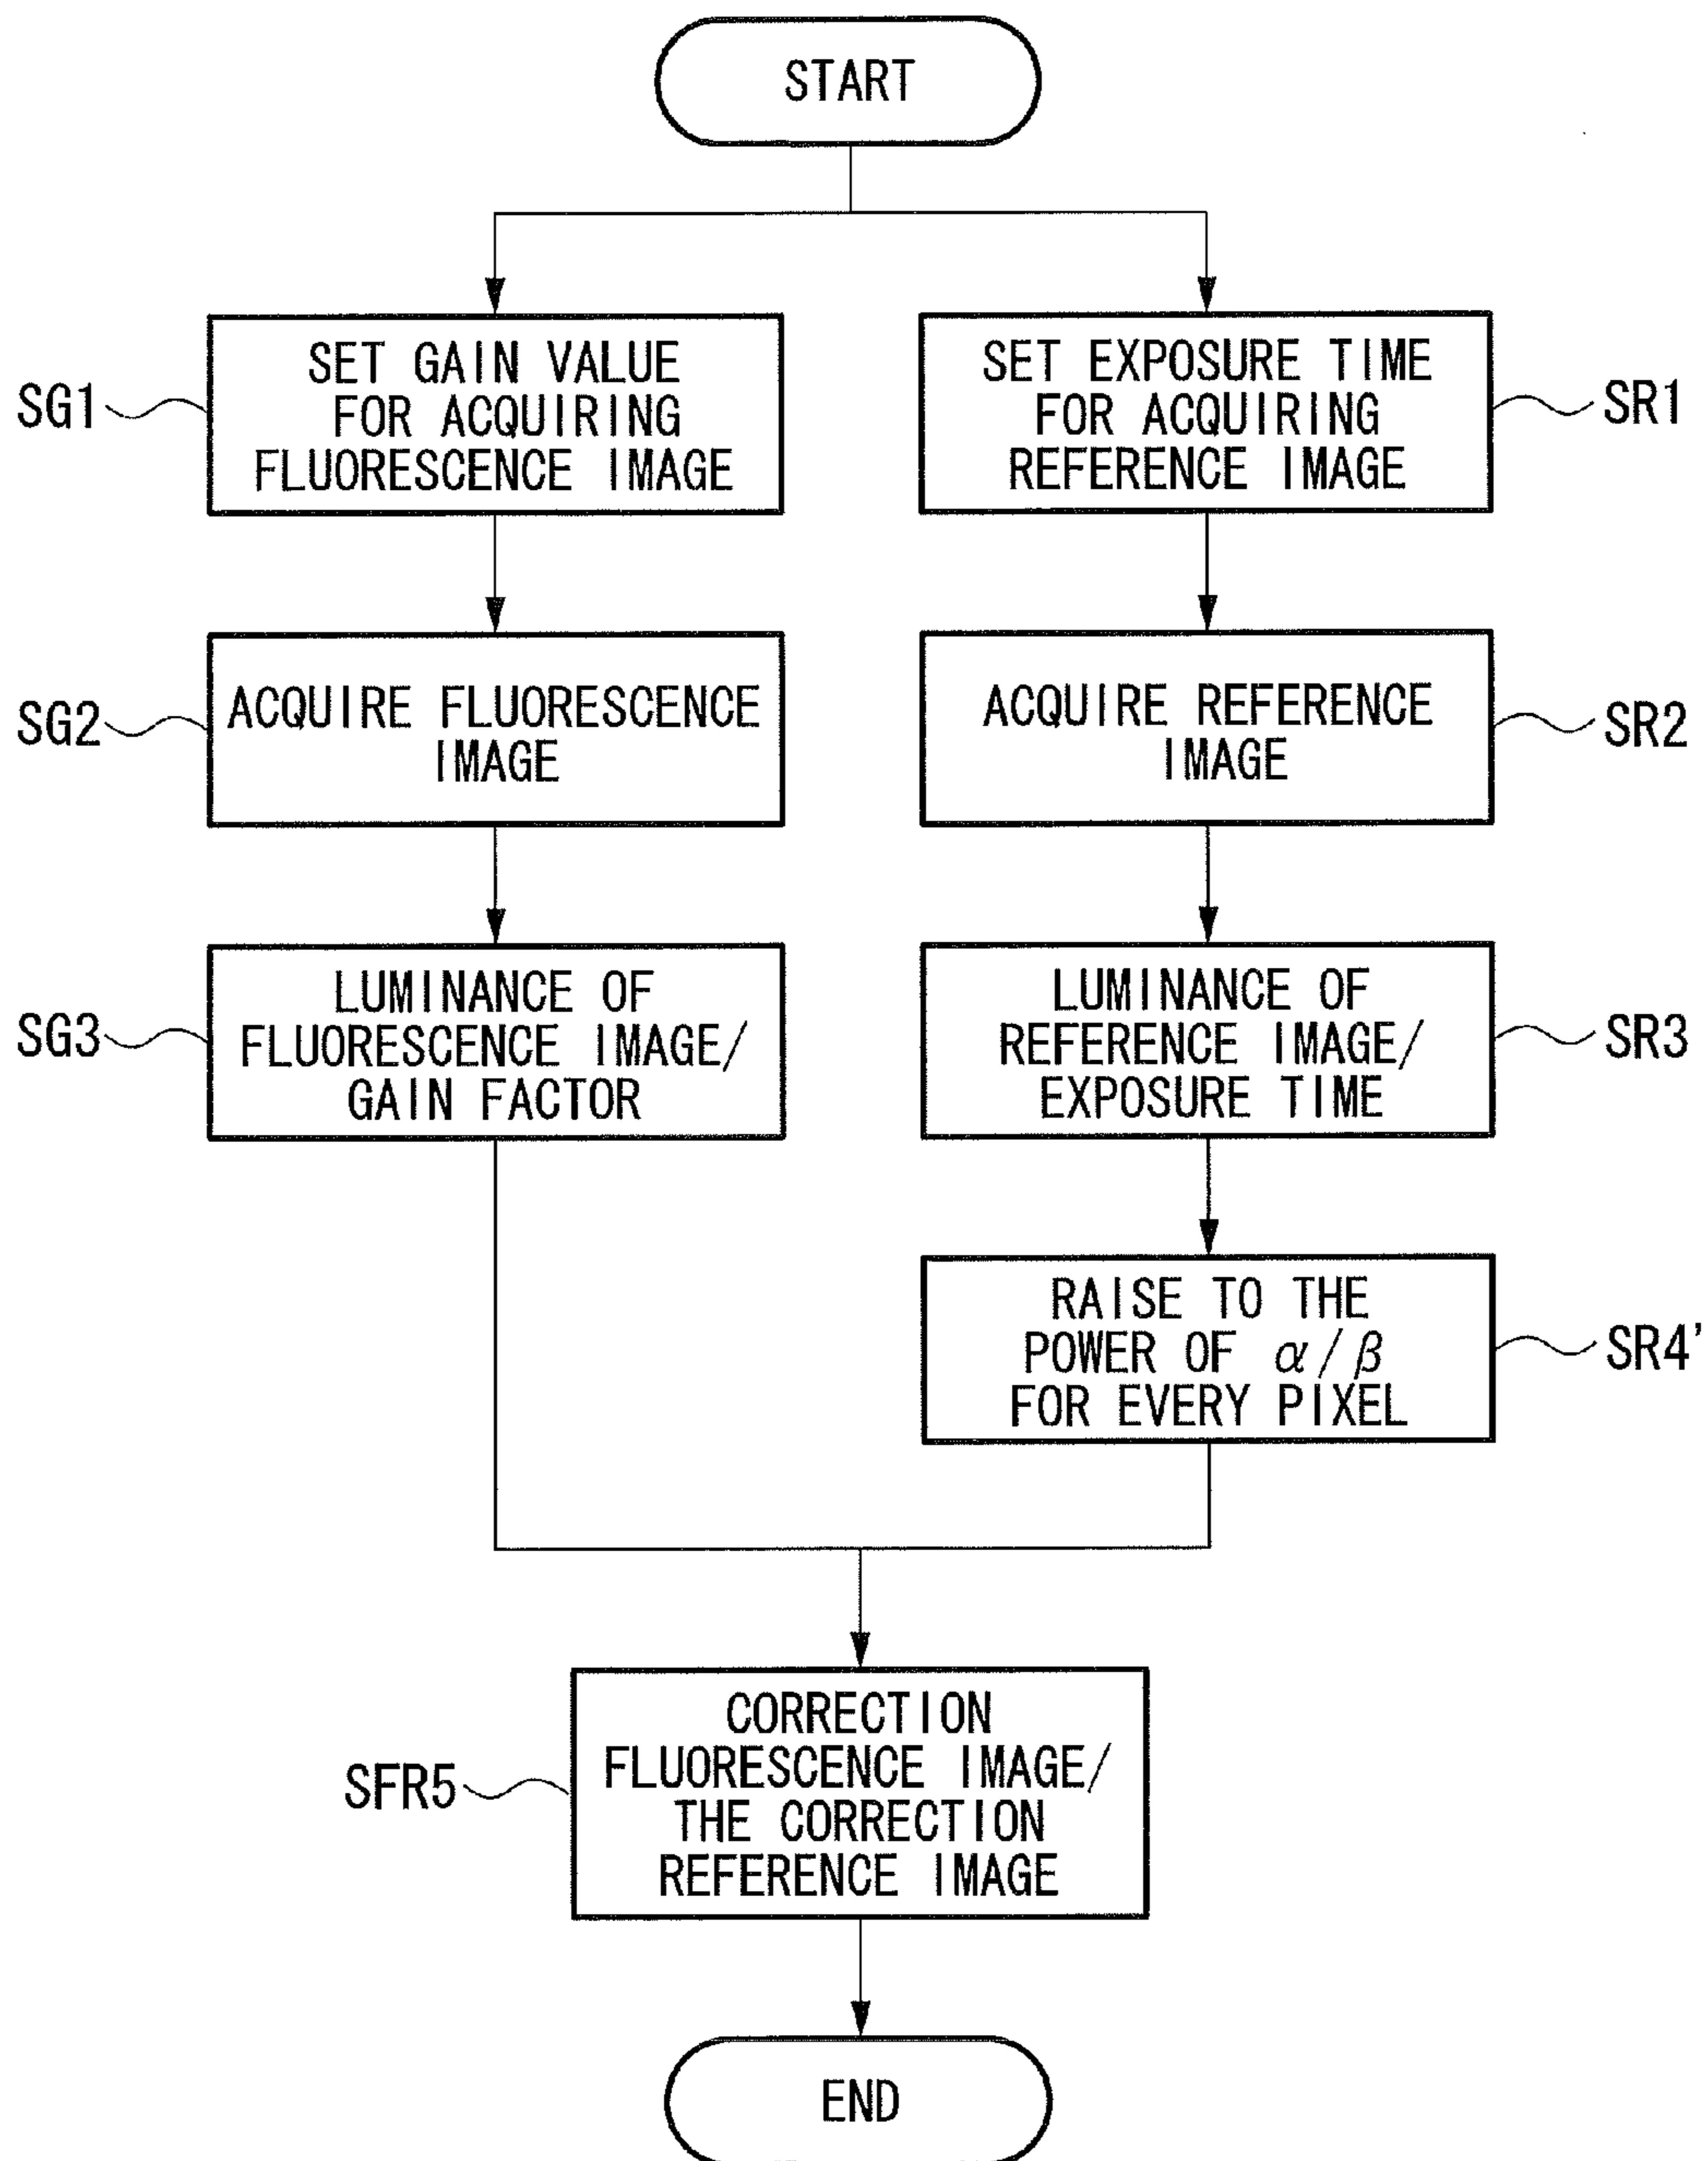 START
SG1
SET GAIN VALUE
FOR ACQUIRING
FLUORESCENCE IMAGE
SET EXPOSURE TIME
FOR ACQUIRING
REFERENCE IMAGE
SR1
SG2
ACQUIRE FLUORESCENCE
IMAGE
ACQUIRE REFERENCE
IMAGE
SR2
SG3
LUMINANCE OF
FLUORESCENCE IMAGE/
GAIN FACTOR
LUMINANCE OF
REFERENCE IMAGE/
EXPOSURE TIME
SR3
RAISE TO THE
POWER OF α/β
FOR EVERY PIXEL
SR4'
SFR5
CORRECTION
FLUORESCENCE IMAGE/
THE CORRECTION
REFERENCE IMAGE
END